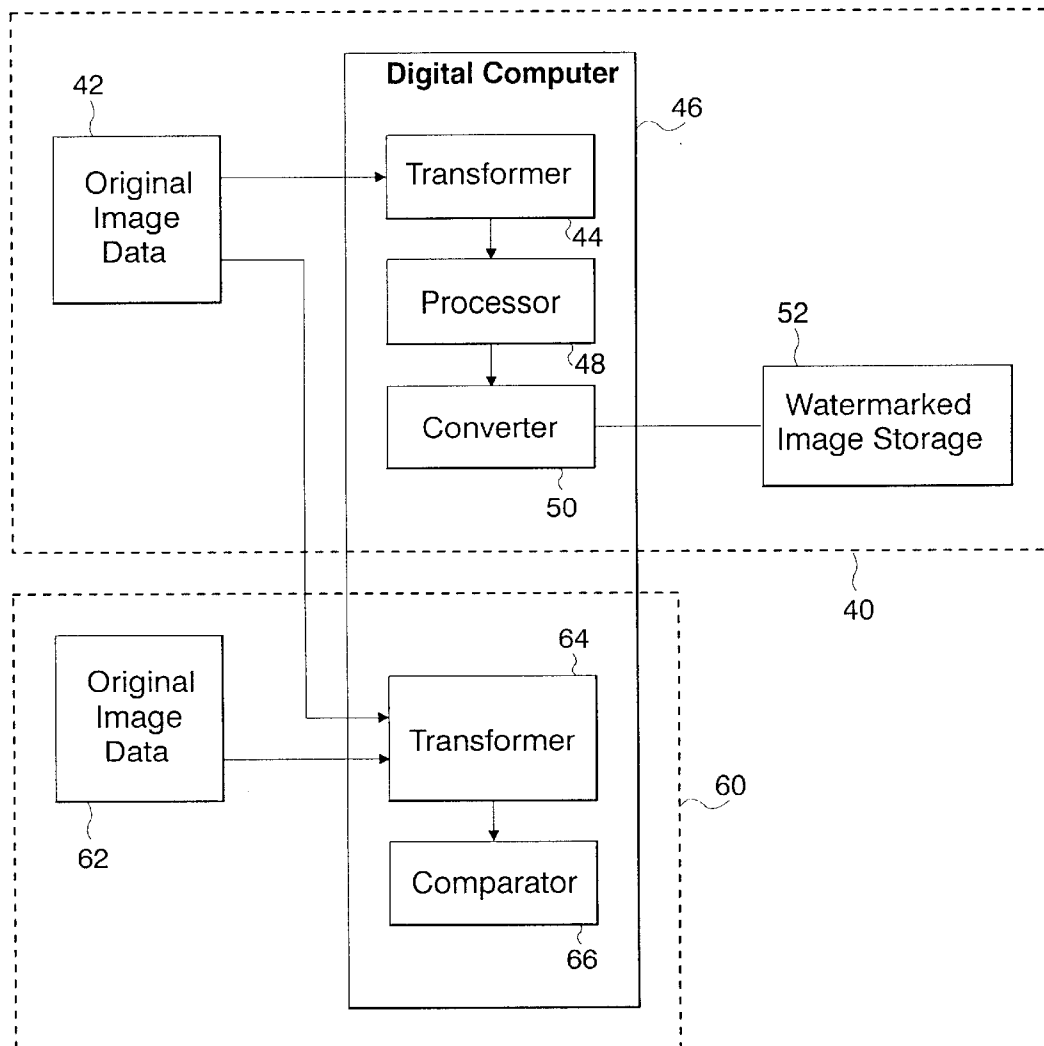 Digital Computer
42
46
Original
Image
Data
Transformer
44
Processor
48
52
Converter
50
Watermarked
Image Storage
40
64
Original
Image
Data
Transformer
60
62
Comparator
66